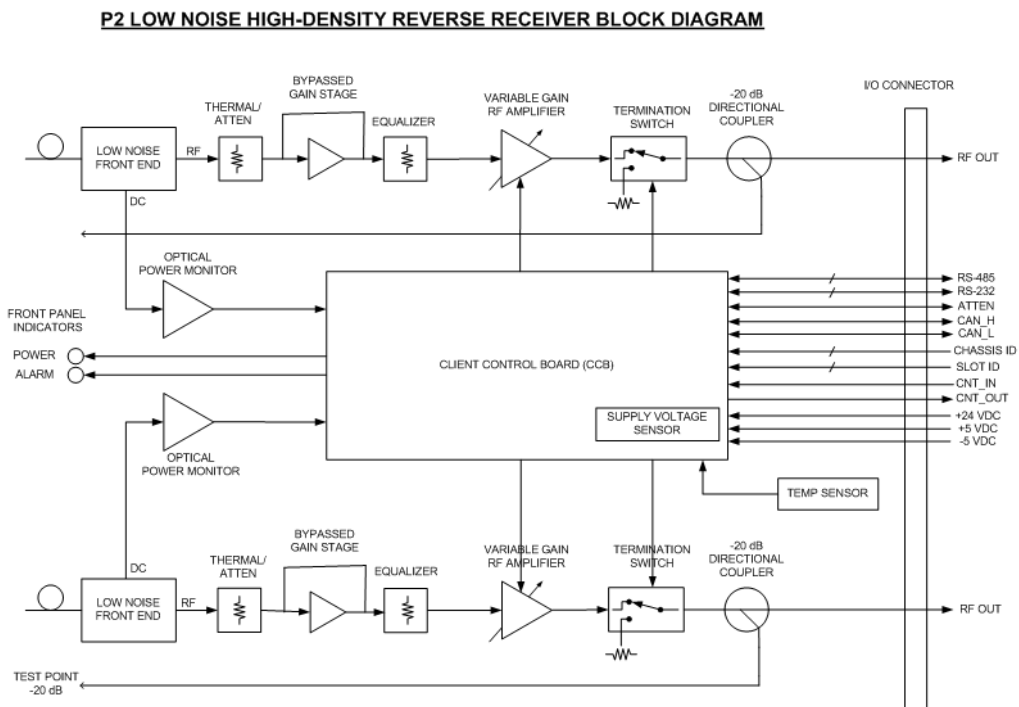 P2 LOW NOISE HIGH-DENSITY REVERSE RECEIVER BLOCK DIAGRAM
I/O CONNECTOR
BYPASSED
GAIN STAGE
THERMAL/
ATTEN
EQUALIZER
VARIABLE GAIN
RF AMPLIFIER
TERMINATION
SWITCH
-20 dB
DIRECTIONAL
COUPLER
LOW NOISE
FRONT END
RF
RF OUT
DC
OPTICAL
POWER MONITOR
FRONT PANEL
INDICATORS
POWER
ALARM
CLIENT CONTROL BOARD (CCB)
SUPPLY VOLTAGE
SENSOR
RS-485
RS-232
ATTEN
CAN_H
CAN_L
CHASSIS ID
SLOT ID
CNT_IN
CNT_OUT
+24 VDC
+5 VDC
-5 VDC
OPTICAL
POWER MONITOR
TEMP SENSOR
DC
THERMAL/
ATTEN
BYPASSED
GAIN STAGE
EQUALIZER
VARIABLE GAIN
RF AMPLIFIER
TERMINATION
SWITCH
-20 dB
DIRECTIONAL
COUPLER
LOW NOISE
FRONT END
RF
RF OUT
TEST POINT
-20 dB